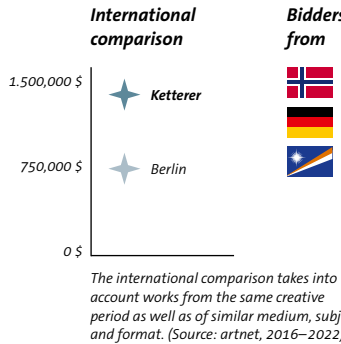 International
comparison
Bidders
from
1.500,000 $
Ketterer
750,000 $
Berlin
0 $
The international comparison takes into
account works from the same creative
period as well as of similar medium, subj
and format. (Source: artnet, 2016–2022